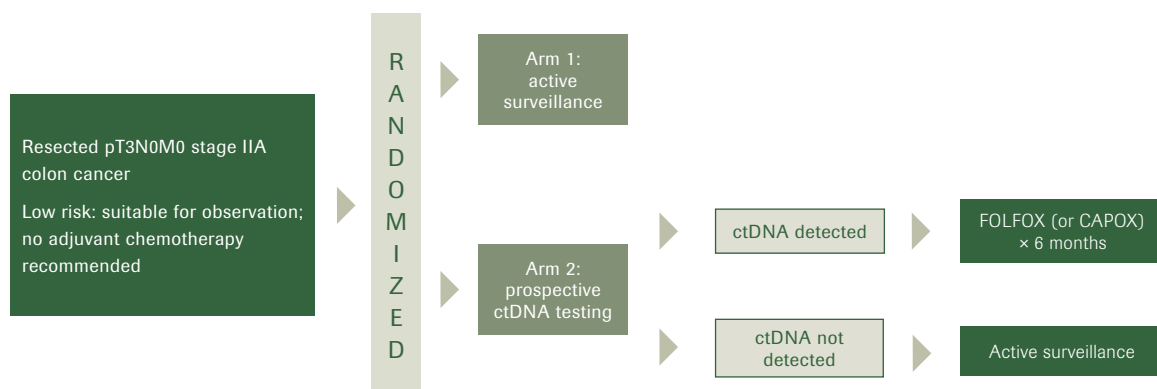 Resected pT3N0M0 stage IIA
colon cancer
Low risk: suitable for observation;
no adjuvant chemotherapy
recommended
RANDOMIZED
Arm 1:
active
surveillance
Arm 2:
prospective
ctDNA testing
ctDNA detected
FOLFOX (or CAPOX)
× 6 months
ctDNA not
detected
Active surveillance